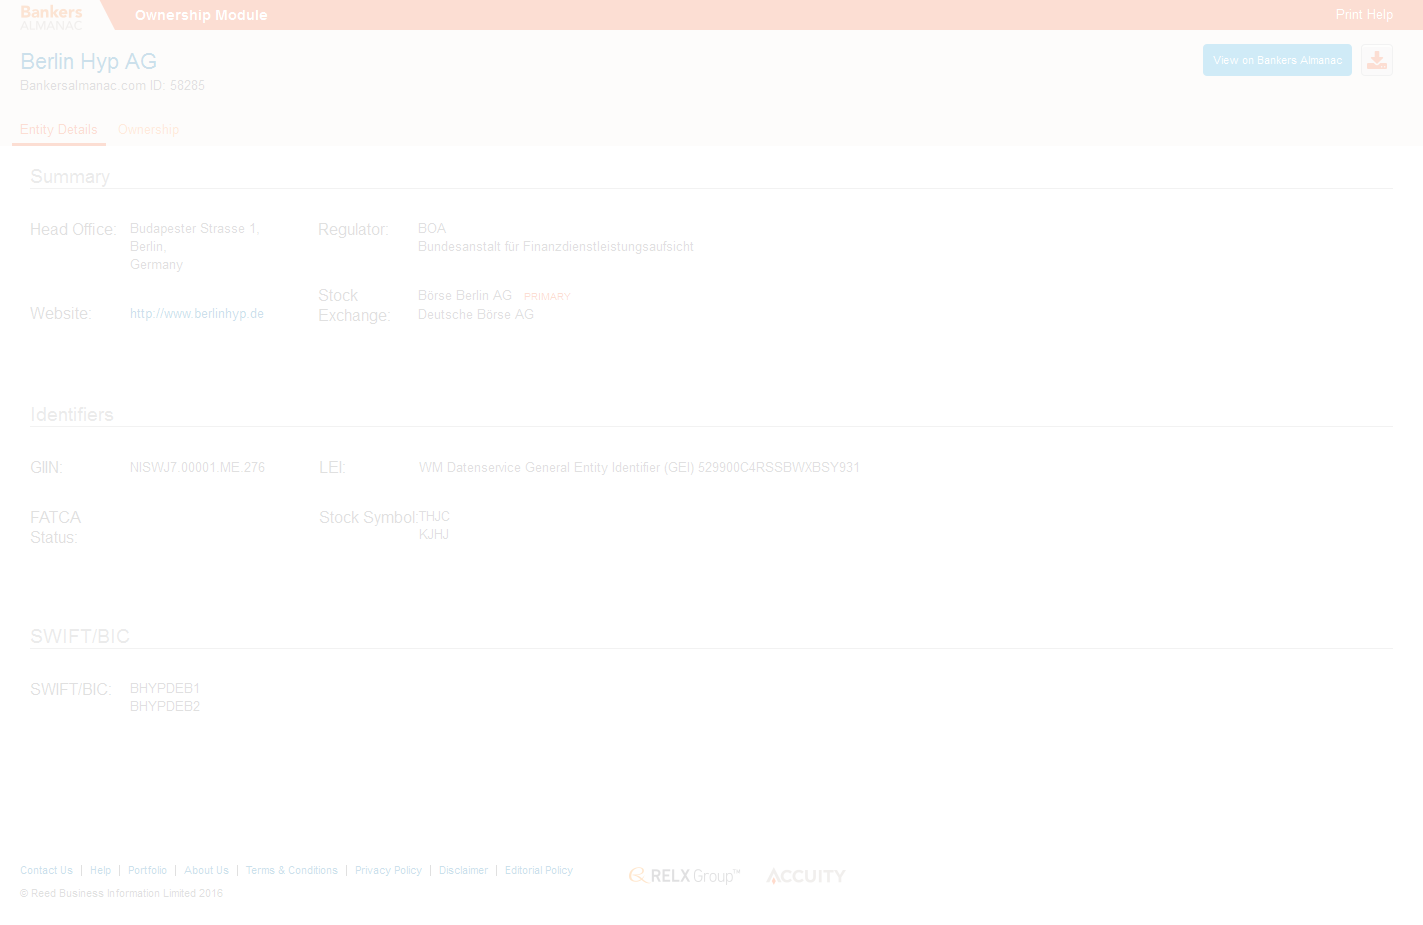 Bankers
ALMANAC
Ownership Module
Print Help
Berlin Hyp AG
View on Bankers Almanac
Bankersalmanac.com ID: 58285
Entity Details Ownership
Summary
Head Office: Budapester Strasse 1,
Berlin,
Germany
Regulator: BOA
Bundesanstalt für Finanzdienstleistungsaufsicht
Website: http://www.berlinhyp.de
Stock
Exchange:
Börse Berlin AG PRIMARY
Deutsche Börse AG
Identifiers
GIIN: NISWJ7.00001.ME.276
LEI: WM Datenservice General Entity Identifier (GEI) 529900C4RSSBWXBSY931
FATCA
Status:
Stock Symbol: THJC
KJHJ
SWIFT/BIC
SWIFT/BIC: BHYPDEB1
BHYPDEB2
Contact Us | Help | Portfolio | About Us | Terms & Conditions | Privacy Policy | Disclaimer | Editorial Policy
RELX Group™
ACCUITY
© Reed Business Information Limited 2016